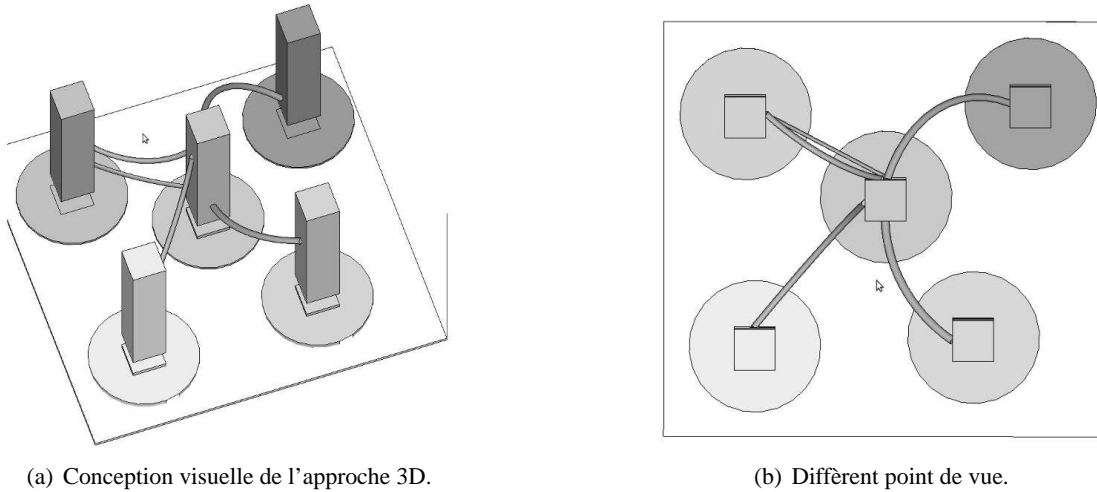 (a) Conception visuelle de l'approche 3D.
(b) Diffèrent point de vue.